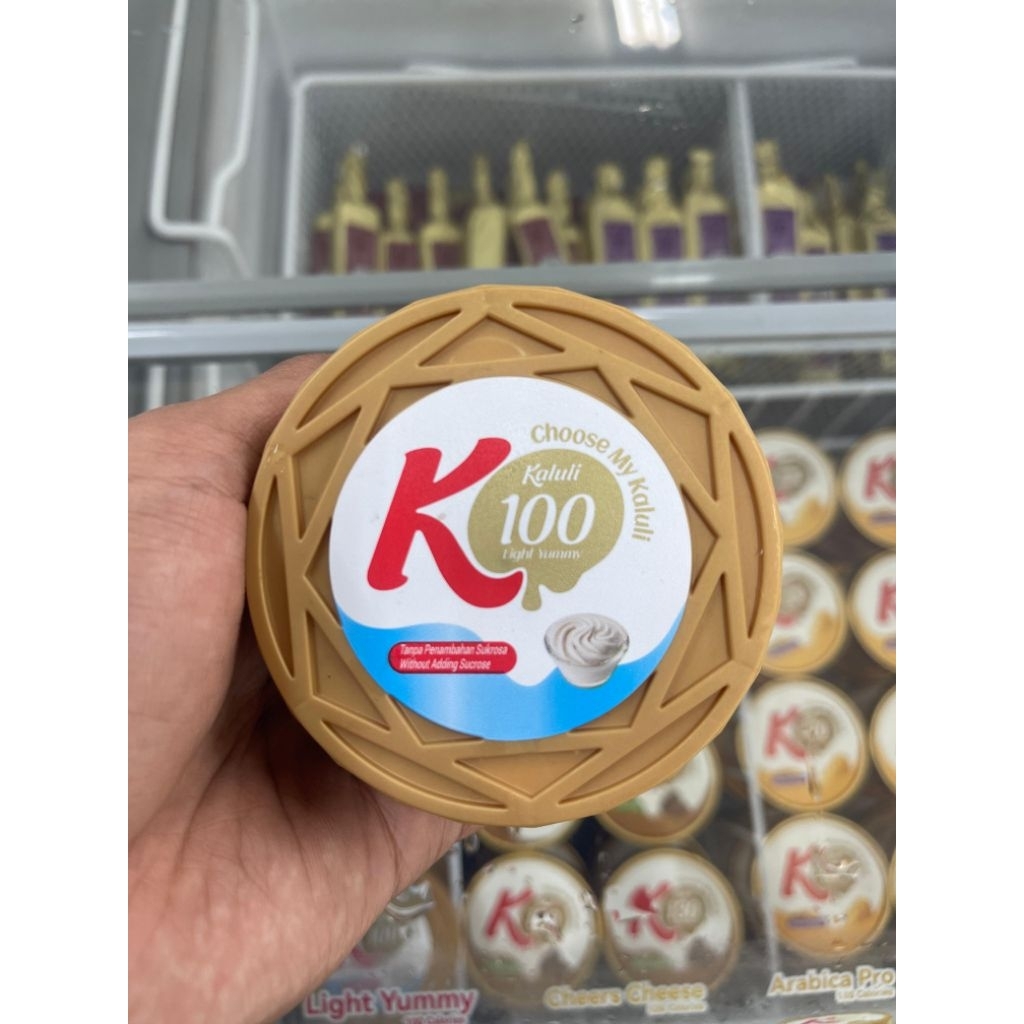 K
Choose My Kaluli
Kaluli
100
Light Yummy
Tanpa Penambahan Sukrosa
Without Adding Sucrose
K
K
K
K
K
Light Yummy
Cheers Cheese
Arabica Pro